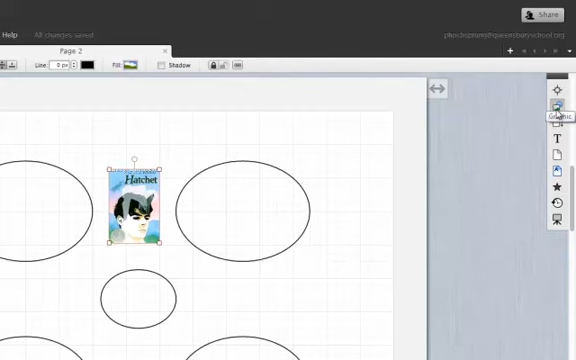 Help
All changes saved
Share
Page 2
Line: 0 px
Fill:
Shadow
Graphic
T
Hatchet